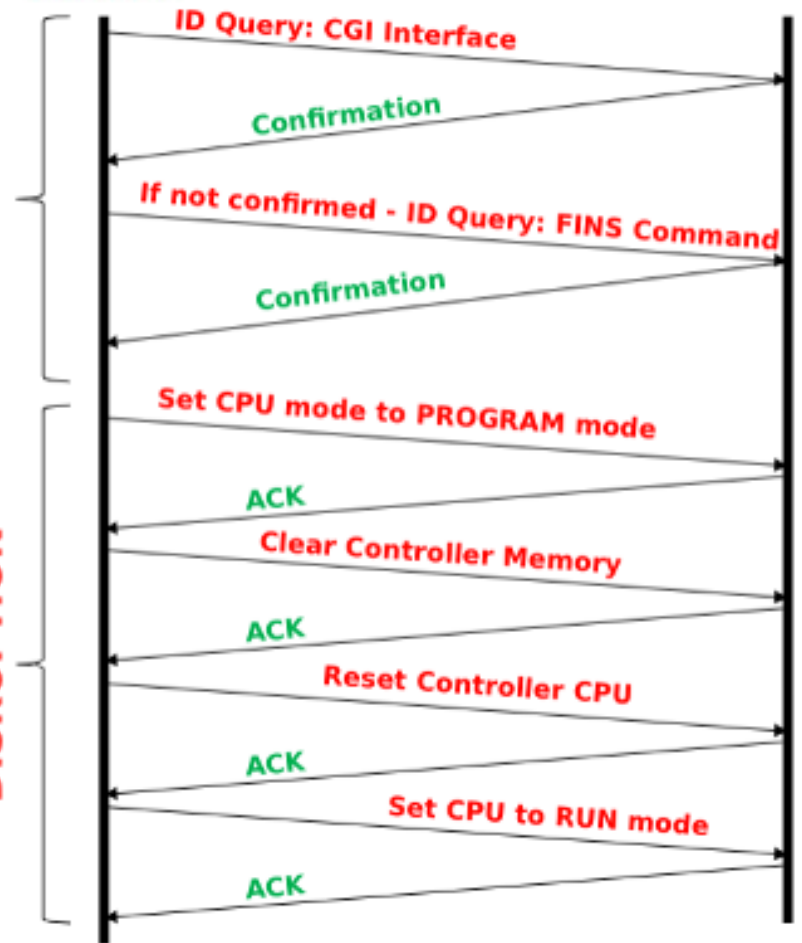 ID Query: CGI Interface
Confirmation
If not confirmed - ID Query: FINS Command
Confirmation
Set CPU mode to PROGRAM mode
ACK
Clear Controller Memory
ACK
Reset Controller CPU
ACK
Set CPU to RUN mode
ACK